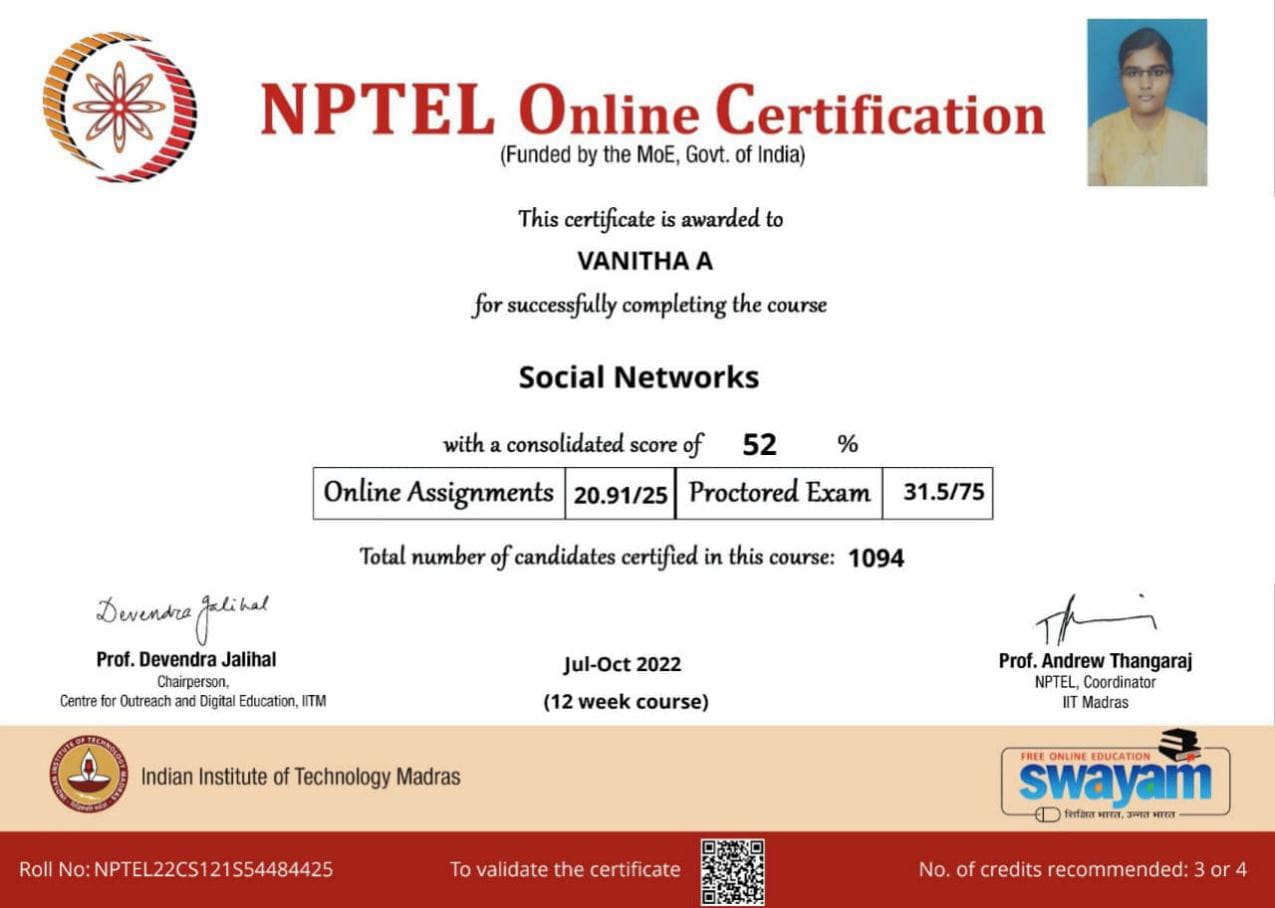 NPTEL Online Certification
(Funded by the MoE, Govt. of India)
This certificate is awarded to
VANITHA A
for successfully completing the course
Social Networks
with a consolidated score of 52 %
Online Assignments 20.91/25 Proctored Exam 31.5/75
Total number of candidates certified in this course: 1094
Devendra Jalihal
Prof. Devendra Jalihal
Chairperson,
Centre for Outreach and Digital Education, IITM
Jul-Oct 2022
(12 week course)
Prof. Andrew Thangaraj
NPTEL, Coordinator
IIT Madras
INDIAN INSTITUTE OF TECHNOLOGY MADRAS
Indian Institute of Technology Madras
FREE ONLINE EDUCATION
swayam
शिक्षित भारत, उन्नत भारत
Roll No: NPTEL22CS121S54484425
To validate the certificate
No. of credits recommended: 3 or 4